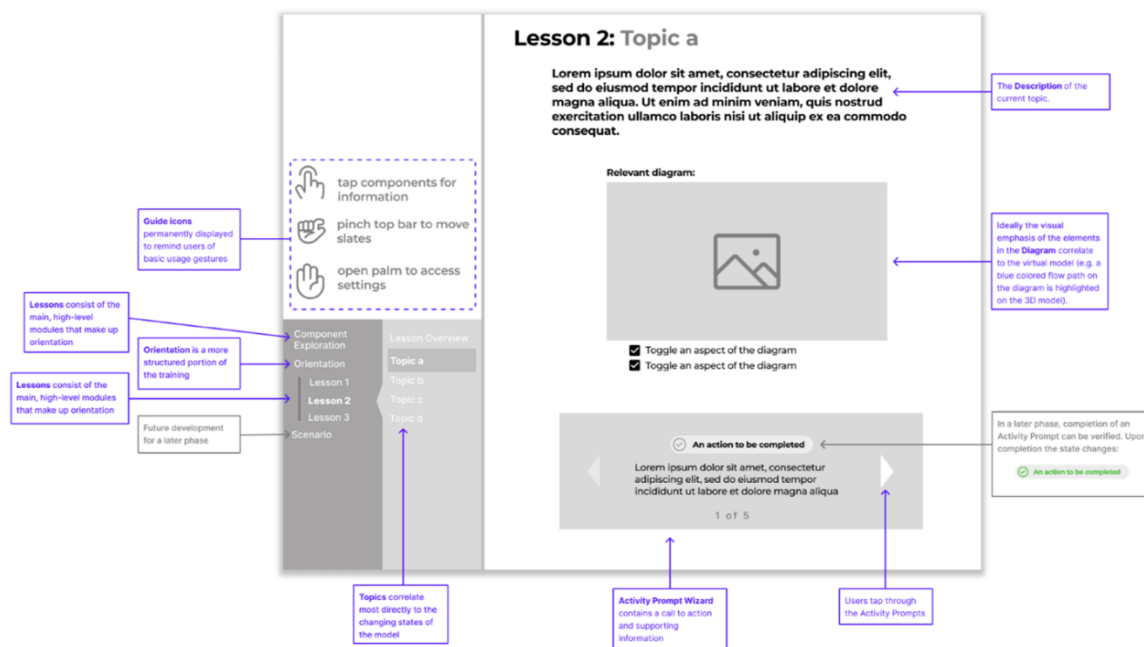 Lesson 2: Topic a
Lorem ipsum dolor sit amet, consectetur adipiscing elit,
sed do eiusmod tempor incididunt ut labore et dolore
magna aliqua. Ut enim ad minim veniam, quis nostrud
exercitation ullamco laboris nisi ut aliquip ex ea commodo
consequat.
The Description of the
current topic.
Relevant diagram:
tap components for
information
pinch top bar to move
slates
open palm to access
settings
Guide icons
permanently displayed
to remind users of
basic usage gestures
Ideally the visual
emphasis of the elements
in the Diagram correlate
to the virtual model (e.g. a
blue colored flow path on
the diagram is highlighted
on the 3D model).
Lessons consist of the
main, high-level
modules that make up
orientation
Orientation is a more
structured portion of
the training
Lessons consist of the
main, high-level modules
that make up orientation
Future development
for a later phase
Component
Exploration
Orientation
Lesson 1
Lesson 2
Lesson 3
Scenario
Lesson Overview
Topic a
Topic b
Topic c
Topic d
Toggle an aspect of the diagram
Toggle an aspect of the diagram
An action to be completed
Lorem ipsum dolor sit amet, consectetur
adipiscing elit, sed do eiusmod tempor
incididunt ut labore et dolore magna aliqua
1 of 5
In a later phase, completion of an
Activity Prompt can be verified. Upon
completion the state changes:
An action to be completed
Topics correlate
most directly to the
changing states of
the model
Activity Prompt Wizard
contains a call to action
and supporting
information
Users tap through
the Activity Prompts